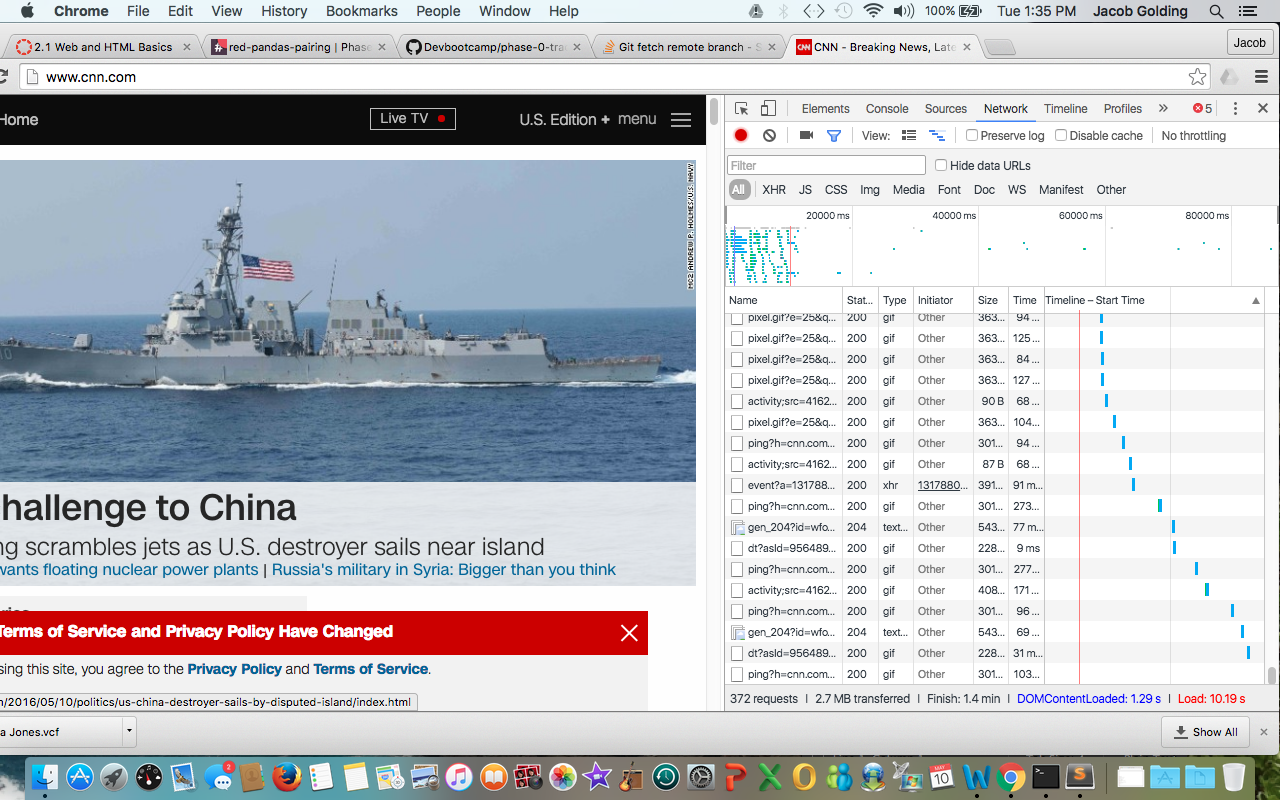 Chrome File Edit View History Bookmarks People Window Help 100% Tue 1:35 PM Jacob Golding
2.1 Web and HTML Basics red-pandas-pairing | Phas Devbootcamp/phase-0-tra Git fetch remote branch - S CNN - Breaking News, Late Jacob
www.cnn.com
Home Live TV U.S. Edition + menu
MC2 ANDREW P. HOLMES/US NAVY
hallenge to China
ng scrambles jets as U.S. destroyer sails near island
wants floating nuclear power plants | Russia's military in Syria: Bigger than you think
Terms of Service and Privacy Policy Have Changed
sing this site, you agree to the Privacy Policy and Terms of Service.
n/2016/05/10/politics/us-china-destroyer-sails-by-disputed-island/index.html
Elements Console Sources Network Timeline Profiles » 5
View: Preserve log Disable cache No throttling
Filter Hide data URLs
All XHR JS CSS Img Media Font Doc WS Manifest Other
20000 ms 40000 ms 60000 ms 80000 ms
Name Stat... Type Initiator Size Time Timeline – Start Time
pixel.gif?e=25&q... 200 gif Other 363... 94 ...
pixel.gif?e=25&q... 200 gif Other 363... 125 ...
pixel.gif?e=25&q... 200 gif Other 363... 84 ...
pixel.gif?e=25&q... 200 gif Other 363... 127 ...
activity;src=4162... 200 gif Other 90 B 68 ...
pixel.gif?e=25&q... 200 gif Other 363... 104...
ping?h=cnn.com... 200 gif Other 301... 94 ...
activity;src=4162... 200 gif Other 87 B 68 ...
event?a=131788... 200 xhr 1317880... 391... 91 m...
ping?h=cnn.com... 200 gif Other 301... 273...
gen_204?id=wfo... 204 text... Other 543... 77 m...
dt?asId=956489... 200 gif Other 228... 9 ms
ping?h=cnn.com... 200 gif Other 301... 277...
activity;src=4162... 200 gif Other 408... 171 ...
ping?h=cnn.com... 200 gif Other 301... 96 ...
gen_204?id=wfo... 204 text... Other 543... 69 ...
dt?asId=956489... 200 gif Other 228... 31 m...
ping?h=cnn.com... 200 gif Other 301... 103...
372 requests | 2.7 MB transferred | Finish: 1.4 min | DOMContentLoaded: 1.29 s | Load: 10.19 s
a Jones.vcf Show All
2
MAY
10